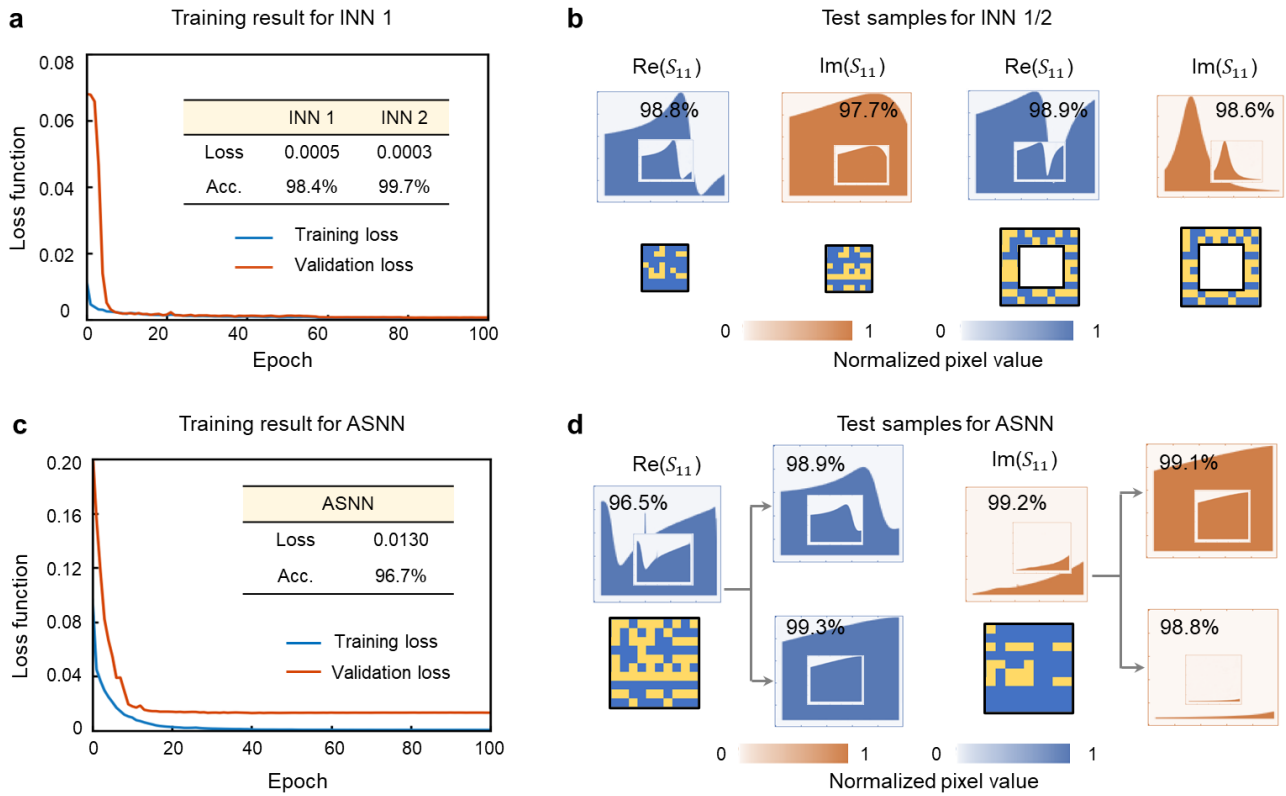 a
Training result for INN 1
0.08
0.06
0.04
0.02
0
Loss function
INN 1 INN 2
Loss 0.0005 0.0003
Acc. 98.4% 99.7%
Training loss
Validation loss
0 20 40 60 80 100
Epoch
b
Test samples for INN 1/2
Re(S₁₁) Im(S₁₁) Re(S₁₁) Im(S₁₁)
98.8% 97.7% 98.9% 98.6%
0 1 0 1
Normalized pixel value
c
Training result for ASNN
0.20
0.16
0.12
0.08
0.04
0
Loss function
ASNN
Loss 0.0130
Acc. 96.7%
Training loss
Validation loss
0 20 40 60 80 100
Epoch
d
Test samples for ASNN
Re(S₁₁)
96.5%
98.9%
99.3%
Im(S₁₁)
99.2%
99.1%
98.8%
0 1 0 1
Normalized pixel value